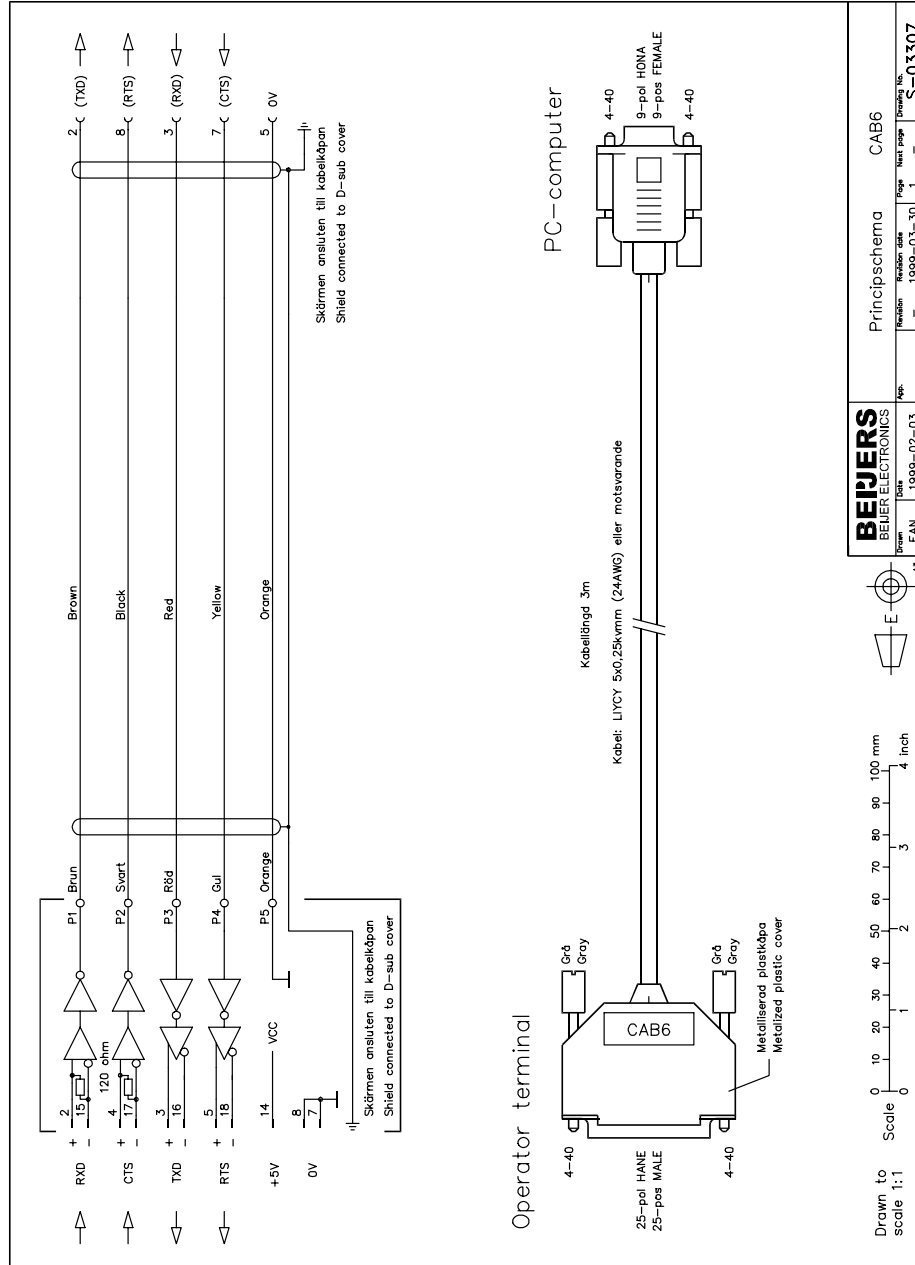 RXD + 2
- 15
120 ohm
P1 Brun
Brown
2 (TXD)
CTS + 4
- 17
P2 Svart
Black
8 (RTS)
TXD + 3
- 16
P3 Röd
Red
3 (RXD)
RTS + 5
- 18
P4 Gul
Yellow
7 (CTS)
+5V 14 VCC
P5 Orange
Orange
5 0V
0V 8
7
Skärmen ansluten till kabelkåpan
Shield connected to D-sub cover
Skärmen ansluten till kabelkåpan
Shield connected to D-sub cover
Operator terminal
PC-computer
4-40
25-pol HANE
25-pos MALE
4-40
Grå
Gray
CAB6
Grå
Gray
Metalliserad plastkåpa
Metalized plastic cover
Kabellängd 3m
Kabel: LIYCY 5x0,25kvmm (24AWG) eller motsvarande
4-40
9-pol HONA
9-pos FEMALE
4-40
Drawn to
scale 1:1
Scale
0 10 20 30 40 50 60 70 80 90 100 mm
0 1 2 3 4 inch
E
BEIJERS
BEIJER ELECTRONICS
Principschema CAB6
Drawn Date App. Revision Revision date Page Next page Drawing No.
1999-02-03 - 1999-03-30 1 -